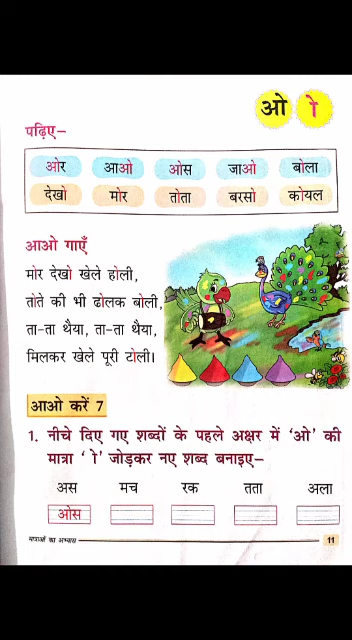 ओ ो
पढ़िए–
ओर आओ ओस जाओ बोला
देखो मोर तोता बरसो कोयल
आओ गाएँ
मोर देखो खेले होली,
तोते की भी ढोलक बोली,
ता-ता थैया, ता-ता थैया,
मिलकर खेले पूरी टोली।
आओ करें 7
1. नीचे दिए गए शब्दों के पहले अक्षर में ‘ओ’ की
मात्रा ‘ ो’ जोड़कर नए शब्द बनाइए–
अस मच रक तता अला
ओस
मात्राओं का अभ्यास 11